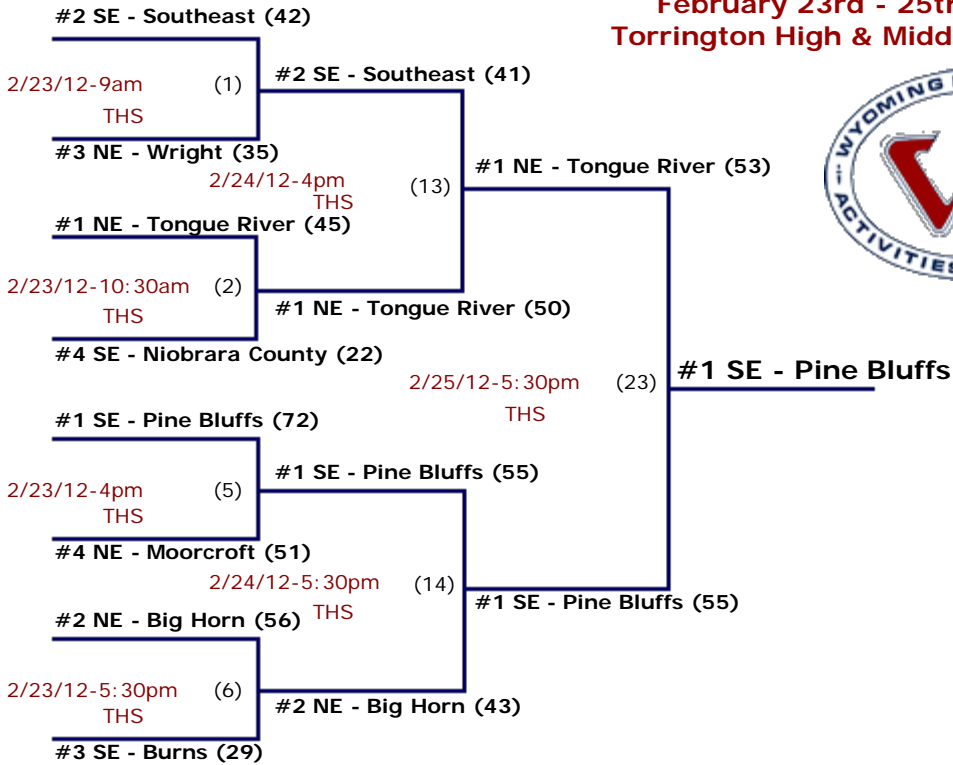 February 23rd - 25th
Torrington High & Midd
WYOMING
ACTIVITIES
#2 SE - Southeast (42)
2/23/12-9am (1)
THS
#3 NE - Wright (35)
#2 SE - Southeast (41)
2/24/12-4pm (13)
THS
#1 NE - Tongue River (53)
#1 NE - Tongue River (45)
2/23/12-10:30am (2)
THS
#1 NE - Tongue River (50)
#4 SE - Niobrara County (22)
2/25/12-5:30pm (23)
THS
#1 SE - Pine Bluffs
#1 SE - Pine Bluffs (72)
2/23/12-4pm (5)
THS
#4 NE - Moorcroft (51)
#1 SE - Pine Bluffs (55)
2/24/12-5:30pm (14)
THS
#1 SE - Pine Bluffs (55)
#2 NE - Big Horn (56)
2/23/12-5:30pm (6)
THS
#2 NE - Big Horn (43)
#3 SE - Burns (29)